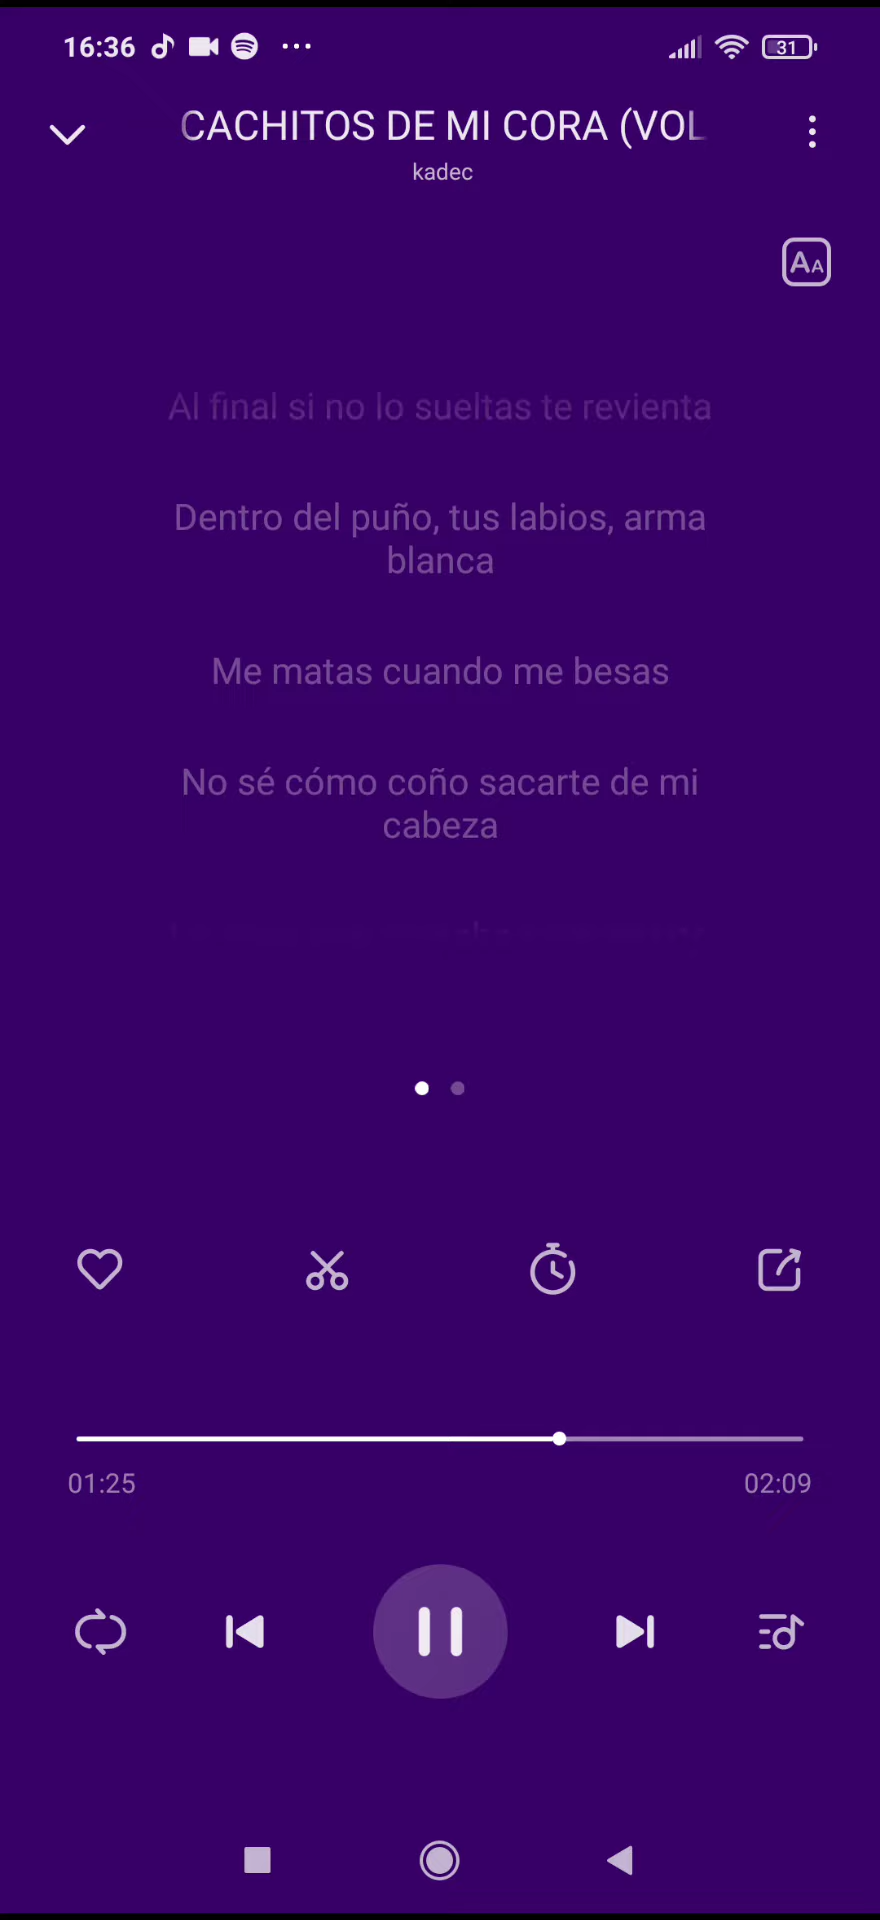 16:36
31
CACHITOS DE MI CORA (VOL
kadec
AA
Al final si no lo sueltas te revienta
Dentro del puño, tus labios, arma
blanca
Me matas cuando me besas
No sé cómo coño sacarte de mi
cabeza
01:25
02:09